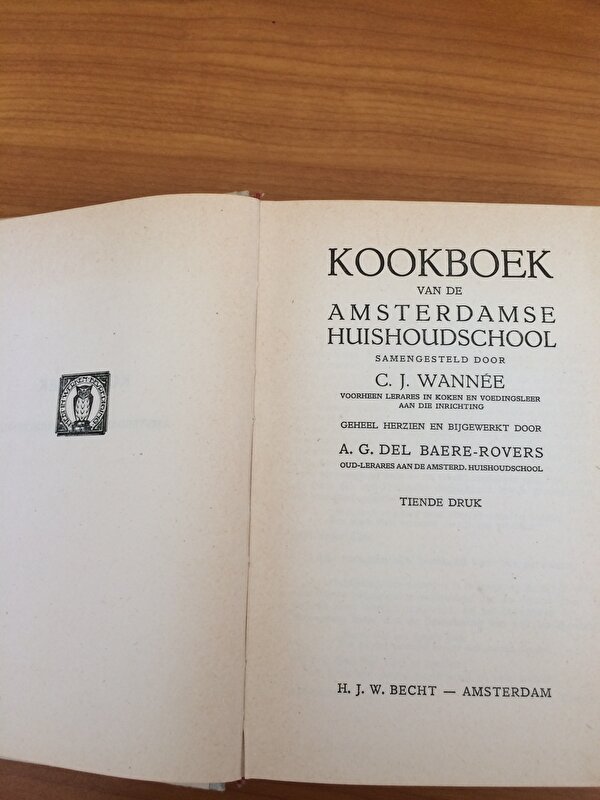 KOOKBOEK
VAN DE
AMSTERDAMSE
HUISHOUDSCHOOL
SAMENGESTELD DOOR
C. J. WANNÉE
VOORHEEN LERARES IN KOKEN EN VOEDINGSLEER
AAN DIE INRICHTING
GEHEEL HERZIEN EN BIJGEWERKT DOOR
A. G. DEL BAERE-ROVERS
OUD-LERARES AAN DE AMSTERD. HUISHOUDSCHOOL
TIENDE DRUK
H. J. W. BECHT — AMSTERDAM